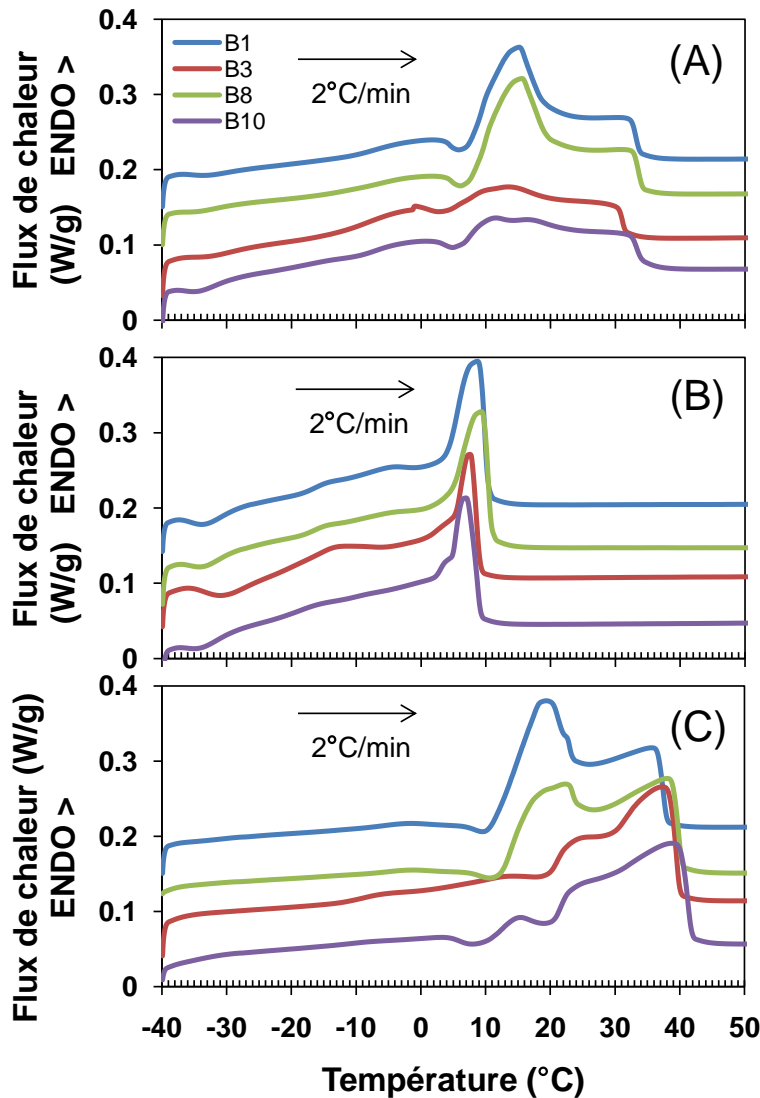 Flux de chaleur
(W/g) ENDO >
0.4
0.3
0.2
0.1
0
B1
B3
B8
B10
2°C/min
(A)
Flux de chaleur
(W/g) ENDO >
0.4
0.3
0.2
0.1
0
2°C/min
(B)
Flux de chaleur (W/g)
ENDO >
0.4
0.3
0.2
0.1
0
2°C/min
(C)
-40 -30 -20 -10 0 10 20 30 40 50
Température (°C)